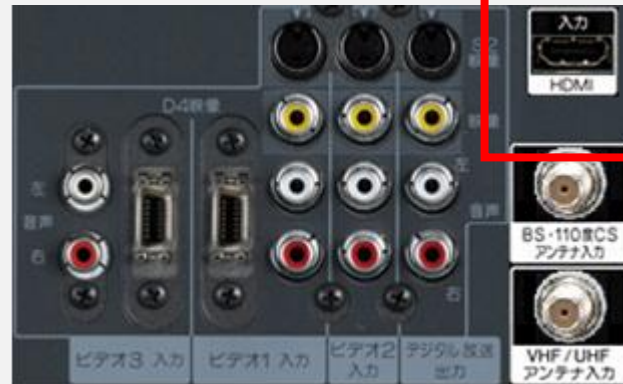 入力
HDMI
S2
映像
D4映像
映像
左
音声
右
左
音声
右
BS・110度CS
アンテナ入力
VHF/UHF
アンテナ入力
ビデオ3 入力
ビデオ1 入力
ビデオ2
入力
デジタル放送
出力